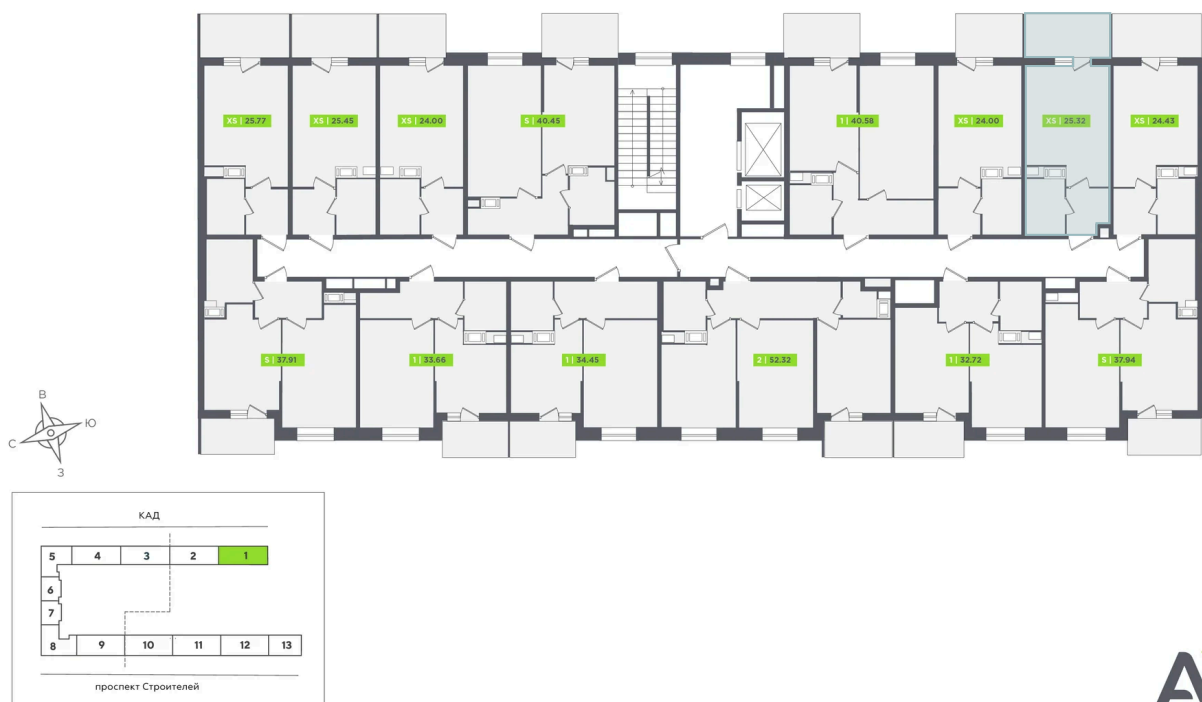 XS | 25.77
XS | 25.45
XS | 24.00
S | 40.45
1 | 40.58
XS | 24.00
XS | 25.32
XS | 24.43
S | 37.91
1 | 33.66
1 | 34.45
2 | 52.32
1 | 32.72
S | 37.94
В
Ю
С
З
КАД
5
4
3
2
1
6
7
8
9
10
11
12
13
проспект Строителей